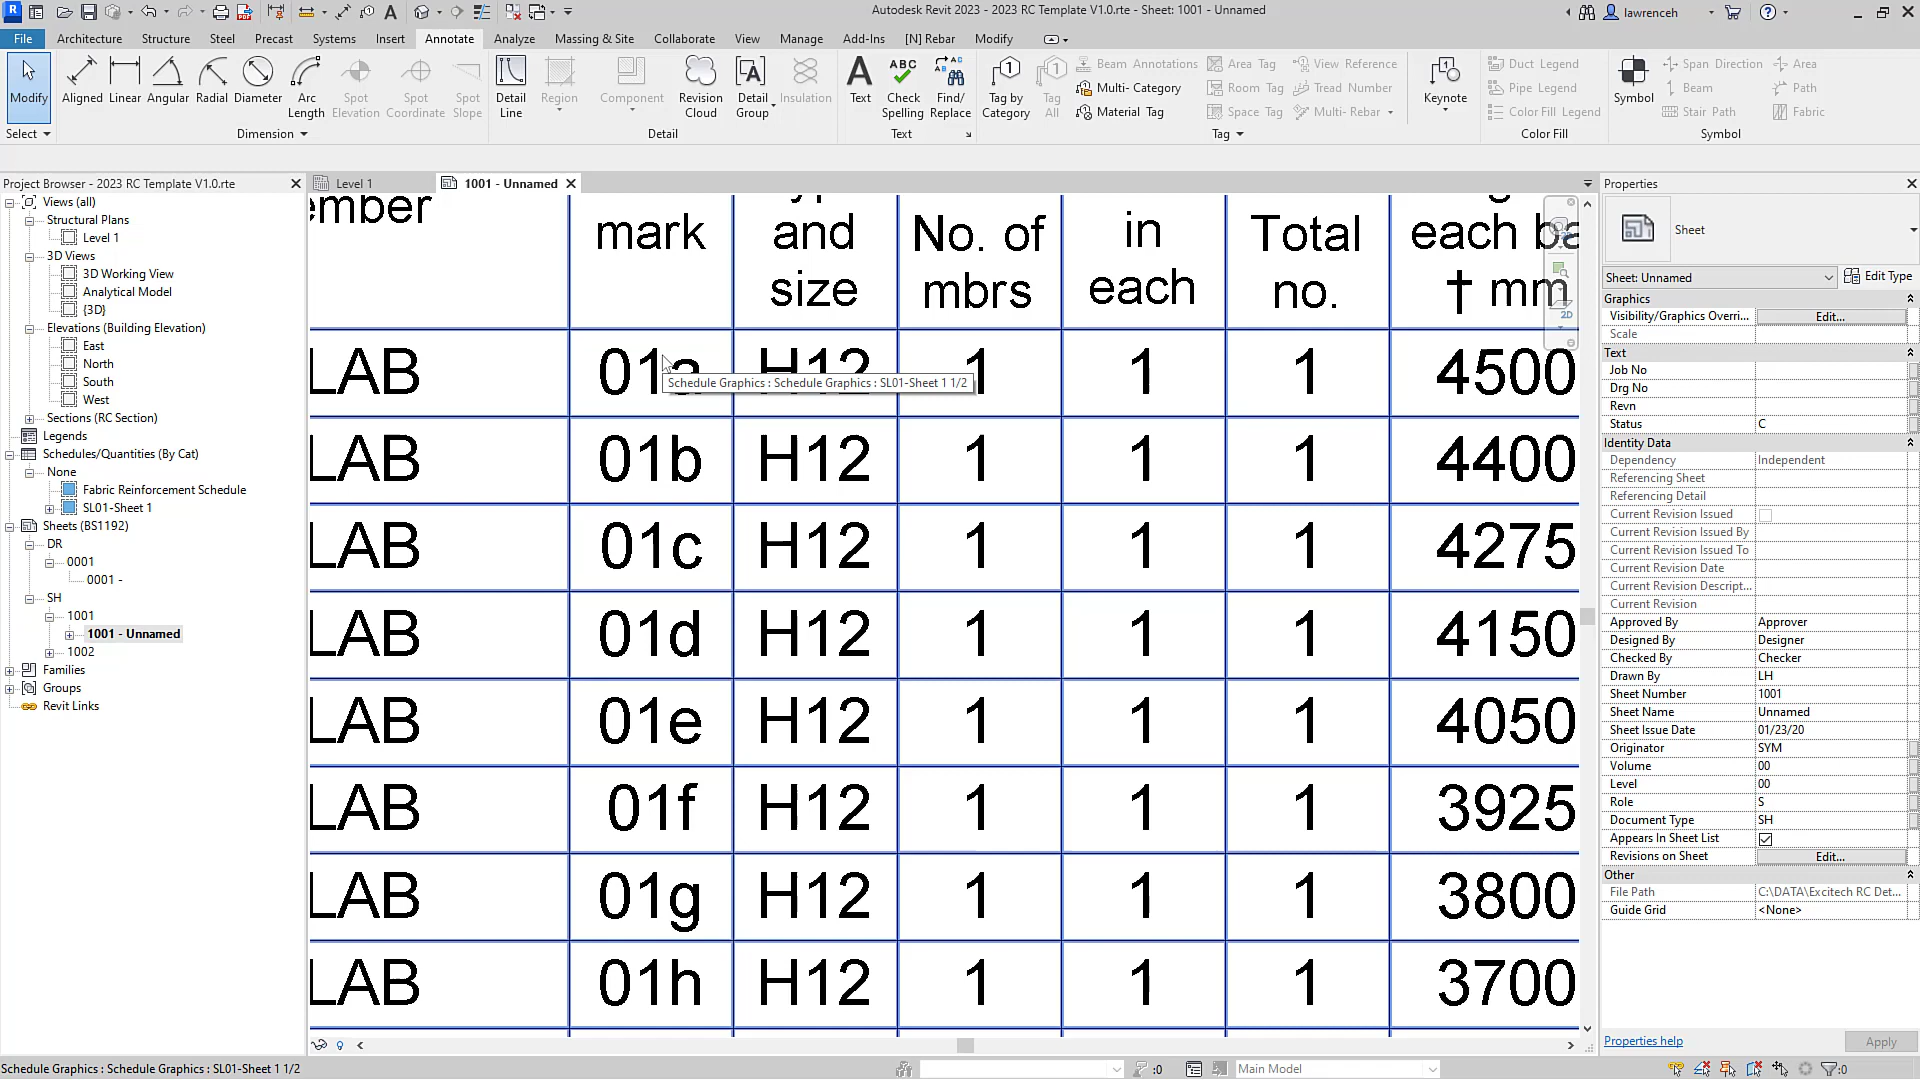 Autodesk Revit 2023 - 2023 RC Template V1.0.rte - Sheet: 1001 - Unnamed
lawrenceh
File Architecture Structure Steel Precast Systems Insert Annotate Analyze Massing & Site Collaborate View Manage Add-Ins [N] Rebar Modify
Modify
Aligned Linear Angular Radial Diameter Arc Length Spot Elevation Spot Coordinate Spot Slope
Detail Line Region Component Revision Cloud Detail Group Insulation
Text Check Spelling Find/ Replace
Tag by Category Tag All
Beam Annotations Area Tag View Reference
Multi- Category Room Tag Tread Number
Material Tag Space Tag Multi- Rebar
Keynote
Duct Legend
Pipe Legend
Color Fill Legend
Symbol
Span Direction Area
Beam Path
Stair Path Fabric
Select Dimension Detail Text Tag Color Fill Symbol
Project Browser - 2023 RC Template V1.0.rte
Views (all)
Structural Plans
Level 1
3D Views
3D Working View
Analytical Model
{3D}
Elevations (Building Elevation)
East
North
South
West
Sections (RC Section)
Legends
Schedules/Quantities (By Cat)
None
Fabric Reinforcement Schedule
SL01-Sheet 1
Sheets (BS1192)
DR
0001
0001 -
SH
1001
1001 - Unnamed
1002
Families
Groups
Revit Links
Level 1
1001 - Unnamed
mark and size No. of mbrs in each Total no. each † mm
LAB 01a H12 1 1 1 4500
Schedule Graphics : Schedule Graphics : SL01-Sheet 1 1/2
LAB 01b H12 1 1 1 4400
LAB 01c H12 1 1 1 4275
LAB 01d H12 1 1 1 4150
LAB 01e H12 1 1 1 4050
LAB 01f H12 1 1 1 3925
LAB 01g H12 1 1 1 3800
LAB 01h H12 1 1 1 3700
2D
Properties
Sheet
Sheet: Unnamed Edit Type
Graphics
Visibility/Graphics Overri... Edit...
Scale
Text
Job No
Drg No
Revn
Status C
Identity Data
Dependency Independent
Referencing Sheet
Referencing Detail
Current Revision Issued
Current Revision Issued By
Current Revision Issued To
Current Revision Date
Current Revision Descript...
Current Revision
Approved By Approver
Designed By Designer
Checked By Checker
Drawn By LH
Sheet Number 1001
Sheet Name Unnamed
Sheet Issue Date 01/23/20
Originator SYM
Volume 00
Level 00
Role S
Document Type SH
Appears In Sheet List
Revisions on Sheet Edit...
Other
File Path C:\DATA\Excitech RC Det...
Guide Grid <None>
Properties help Apply
Schedule Graphics : Schedule Graphics : SL01-Sheet 1 1/2
:0
Main Model
:0